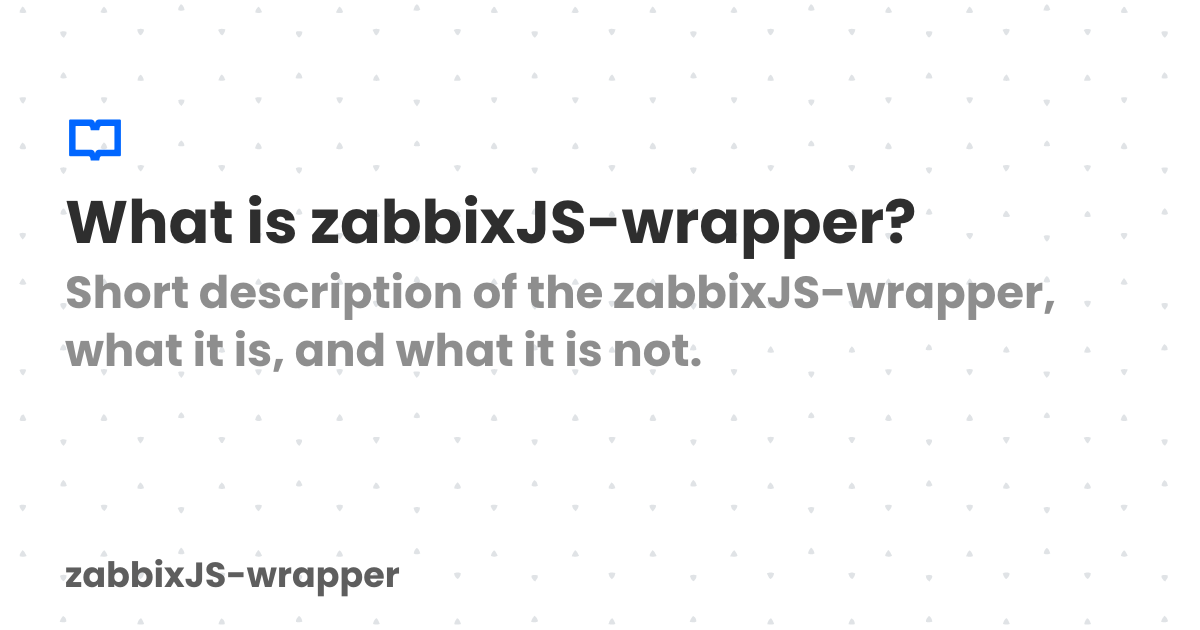 What is zabbixJS-wrapper?
Short description of the zabbixJS-wrapper,
what it is, and what it is not.
zabbixJS-wrapper